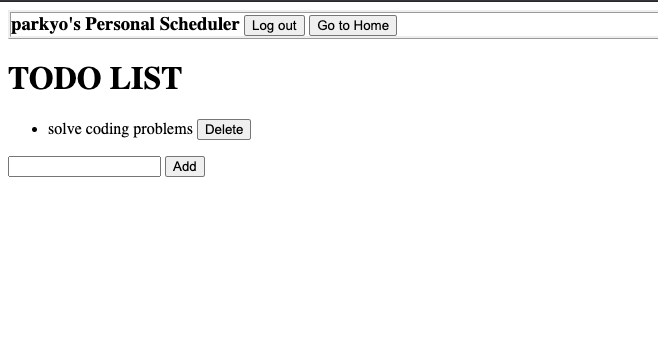 parkyo's Personal Scheduler Log out Go to Home
TODO LIST
solve coding problems Delete
Add